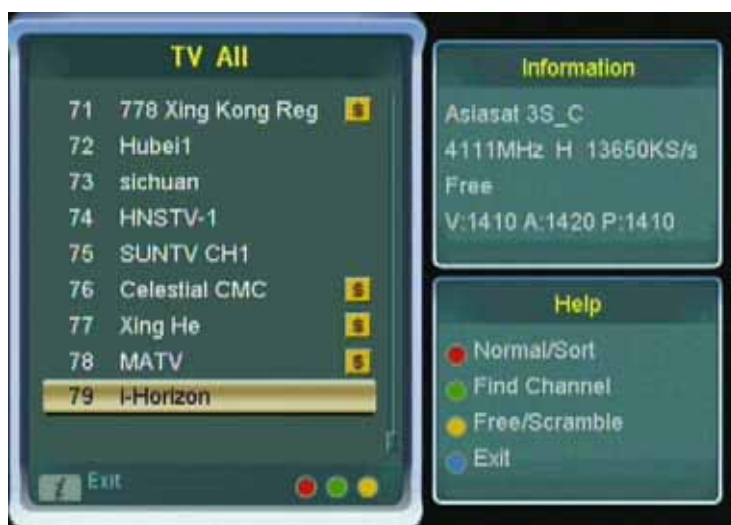 TV All
71 778 Xing Kong Reg $
72 Hubei1
73 sichuan
74 HNSTV-1
75 SUNTV CH1
76 Celestial CMC $
77 Xing He $
78 MATV $
79 i-Horizon
i Exit
Information
Asiasat 3S_C
4111MHz H 13650KS/s
Free
V:1410 A:1420 P:1410
Help
Normal/Sort
Find Channel
Free/Scramble
Exit